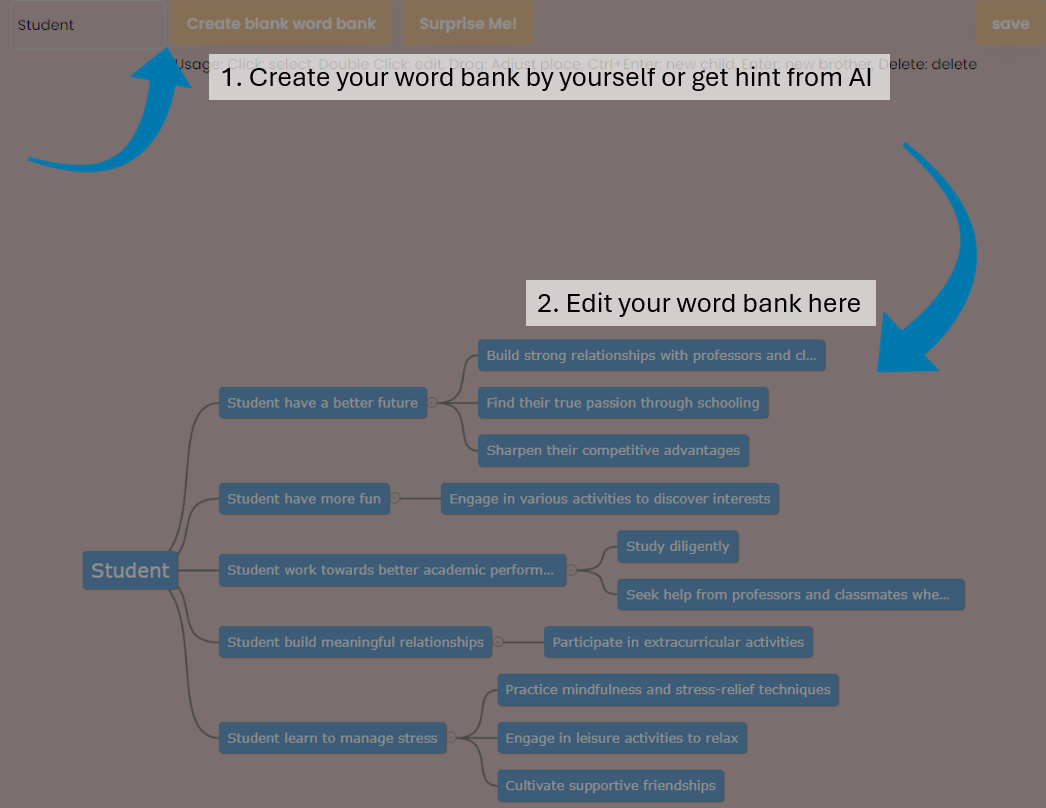 Student
Create blank word bank
Surprise Me!
save
Usage: Click: select, Double Click: edit, Drag: Adjust place, Ctrl+Enter: new child, Enter: new brother, Delete: delete
1. Create your word bank by yourself or get hint from AI
2. Edit your word bank here
Build strong relationships with professors and cl...
Student have a better future
Find their true passion through schooling
Sharpen their competitive advantages
Student have more fun
Engage in various activities to discover interests
Study diligently
Student
Student work towards better academic perform...
Seek help from professors and classmates whe...
Student build meaningful relationships
Participate in extracurricular activities
Practice mindfulness and stress-relief techniques
Student learn to manage stress
Engage in leisure activities to relax
Cultivate supportive friendships